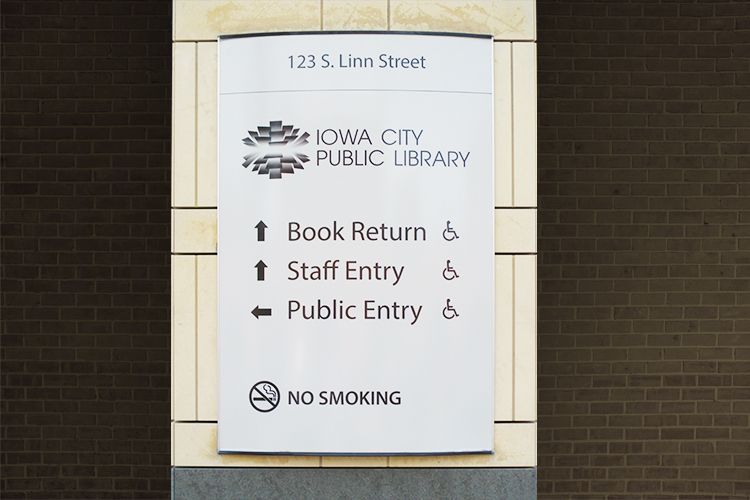 123 S. Linn Street
IOWA CITY
PUBLIC LIBRARY
Book Return
Staff Entry
Public Entry
NO SMOKING